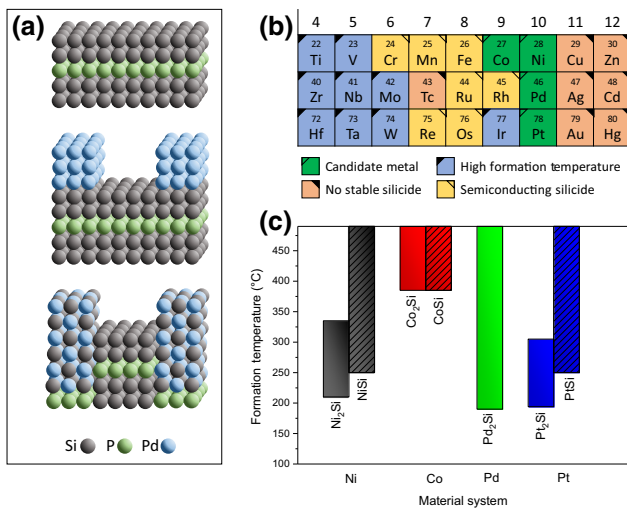 (a)
Si P Pd
(b)
4 5 6 7 8 9 10 11 12
22 23 24 25 26 27 28 29 30
Ti V Cr Mn Fe Co Ni Cu Zn
40 41 42 43 44 45 46 47 48
Zr Nb Mo Tc Ru Rh Pd Ag Cd
72 73 74 75 76 77 78 79 80
Hf Ta W Re Os Ir Pt Au Hg
Candidate metal High formation temperature
No stable silicide Semiconducting silicide
(c)
Formation temperature (°C)
450
400
350
300
250
200
150
100
Ni₂Si
NiSi
Co₂Si
CoSi
Pd₂Si
Pt₂Si
PtSi
Ni Co Pd Pt
Material system